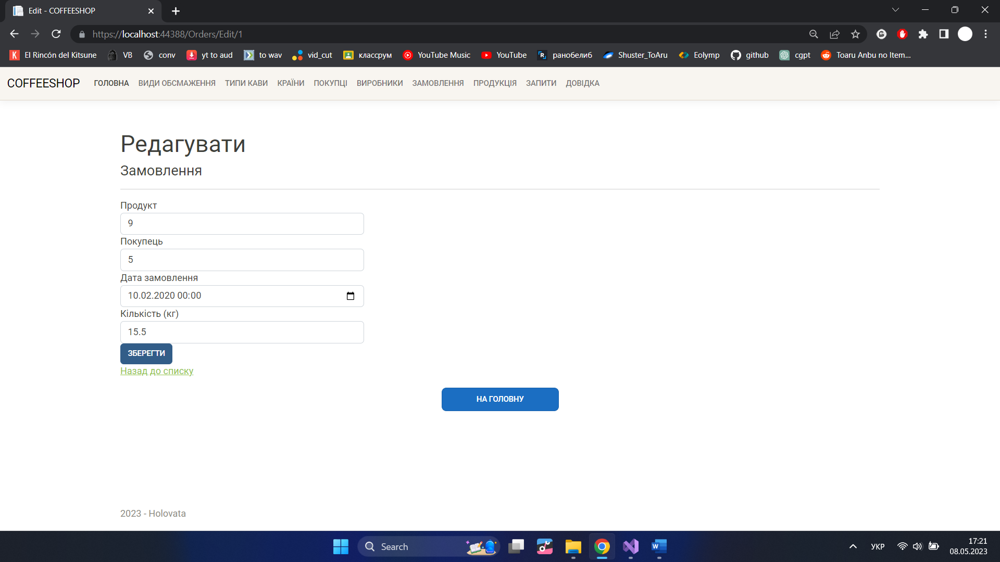 Edit - COFFEESHOP
https://localhost:44388/Orders/Edit/1
El Rincón del Kitsune VB conv yt to aud to wav vid_cut классрум YouTube Music YouTube ранобелиб Shuster_ToAru Eolymp github cgpt Toaru Anbu no Item...
COFFEESHOP ГОЛОВНА ВИДИ ОБСМАЖЕННЯ ТИПИ КАВИ КРАЇНИ ПОКУПЦІ ВИРОБНИКИ ЗАМОВЛЕННЯ ПРОДУКЦІЯ ЗАПИТИ ДОВІДКА
Редагувати
Замовлення
Продукт
9
Покупець
5
Дата замовлення
10.02.2020 00:00
Кількість (кг)
15.5
ЗБЕРЕГТИ
Назад до списку
НА ГОЛОВНУ
2023 - Holovata
Search
УКР
17:21
08.05.2023